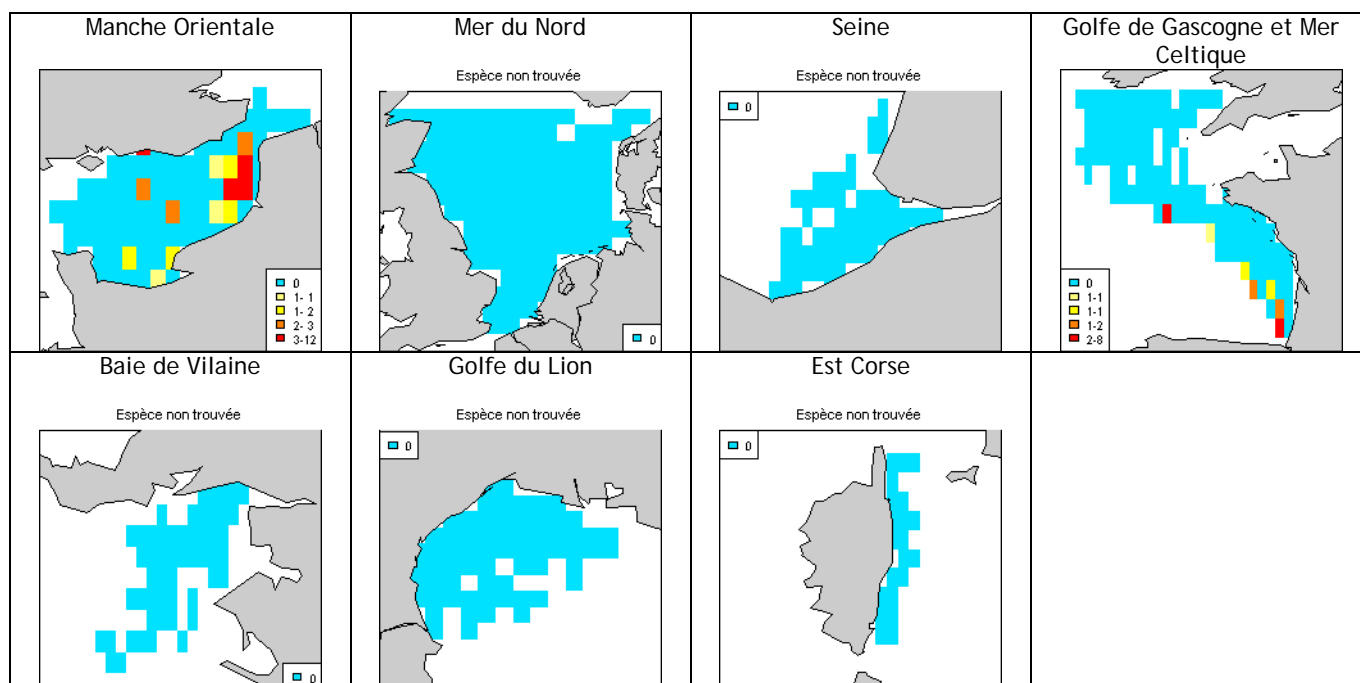 Manche Orientale
0
1- 1
1- 2
2- 3
3-12
Mer du Nord
Espèce non trouvée
0
Seine
Espèce non trouvée
0
Golfe de Gascogne et Mer
Celtique
0
1-1
1-1
1-2
2-8
Baie de Vilaine
Espèce non trouvée
0
Golfe du Lion
Espèce non trouvée
0
Est Corse
Espèce non trouvée
0